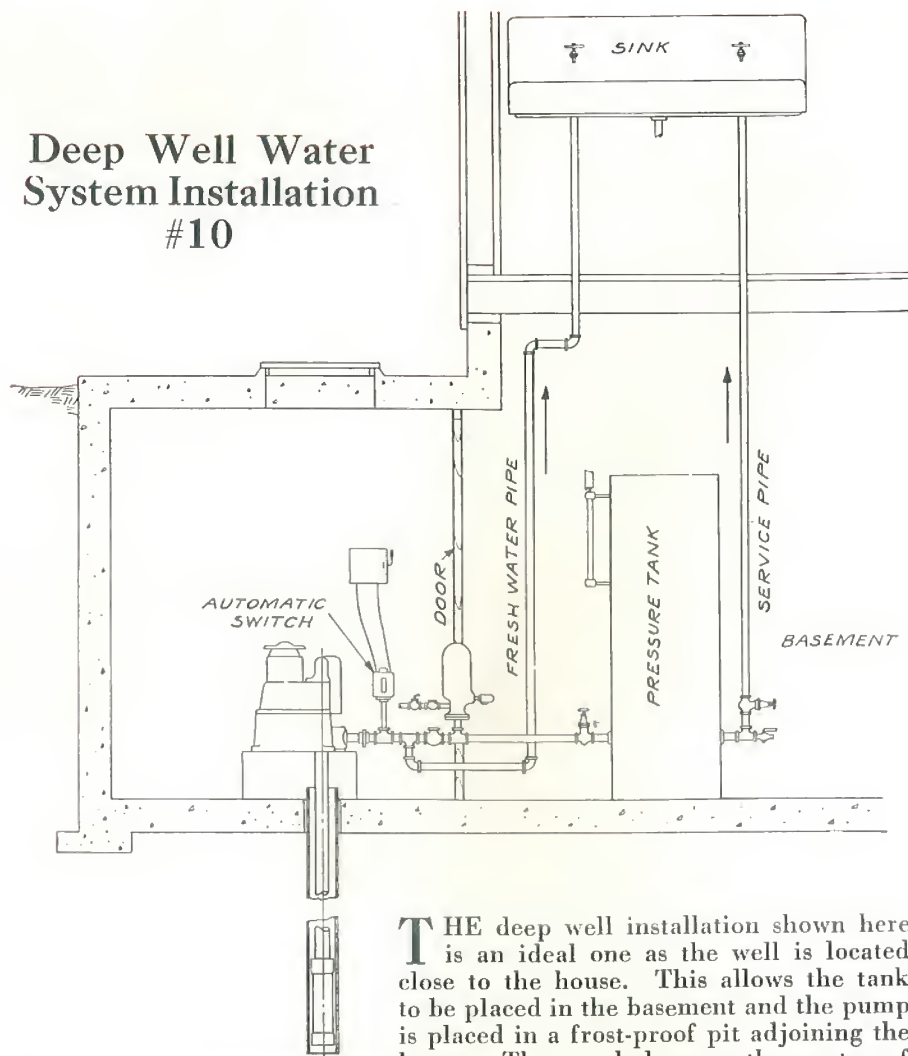 Deep Well Water
System Installation
#10
SINK
FRESH WATER PIPE
SERVICE PIPE
DOOR
PRESSURE TANK
AUTOMATIC
SWITCH
BASEMENT
THE deep well installation shown here
is an ideal one as the well is located
close to the house. This allows the tank
to be placed in the basement and the pump
is placed in a frost-proof pit adjoining the